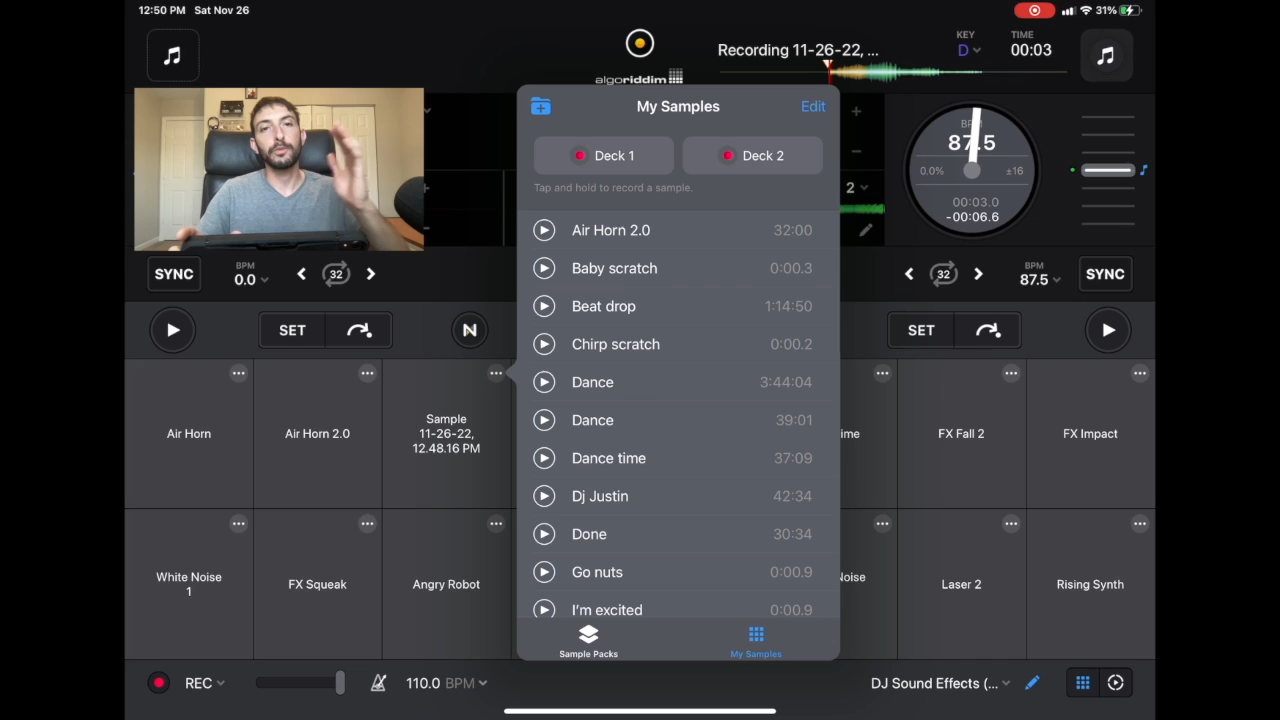 12:50 PM Sat Nov 26
31%
algoriddim
Recording 11-26-22, ...
KEY
D
TIME
00:03
My Samples
Edit
Deck 1
Deck 2
Tap and hold to record a sample.
BPM
87.5
0.0%
±16
00:03.0
-00:06.6
2
SYNC
BPM
0.0
32
32
BPM
87.5
SYNC
SET
N
SET
Air Horn 2.0 32:00
Baby scratch 0:00.3
Beat drop 1:14:50
Chirp scratch 0:00.2
Dance 3:44:04
Dance 39:01
Dance time 37:09
Dj Justin 42:34
Done 30:34
Go nuts 0:00.9
I'm excited 0:00.9
Sample Packs
My Samples
Air Horn
Air Horn 2.0
Sample
11-26-22,
12.48.16 PM
ime
FX Fall 2
FX Impact
White Noise
1
FX Squeak
Angry Robot
Noise
Laser 2
Rising Synth
REC
110.0 BPM
DJ Sound Effects (...